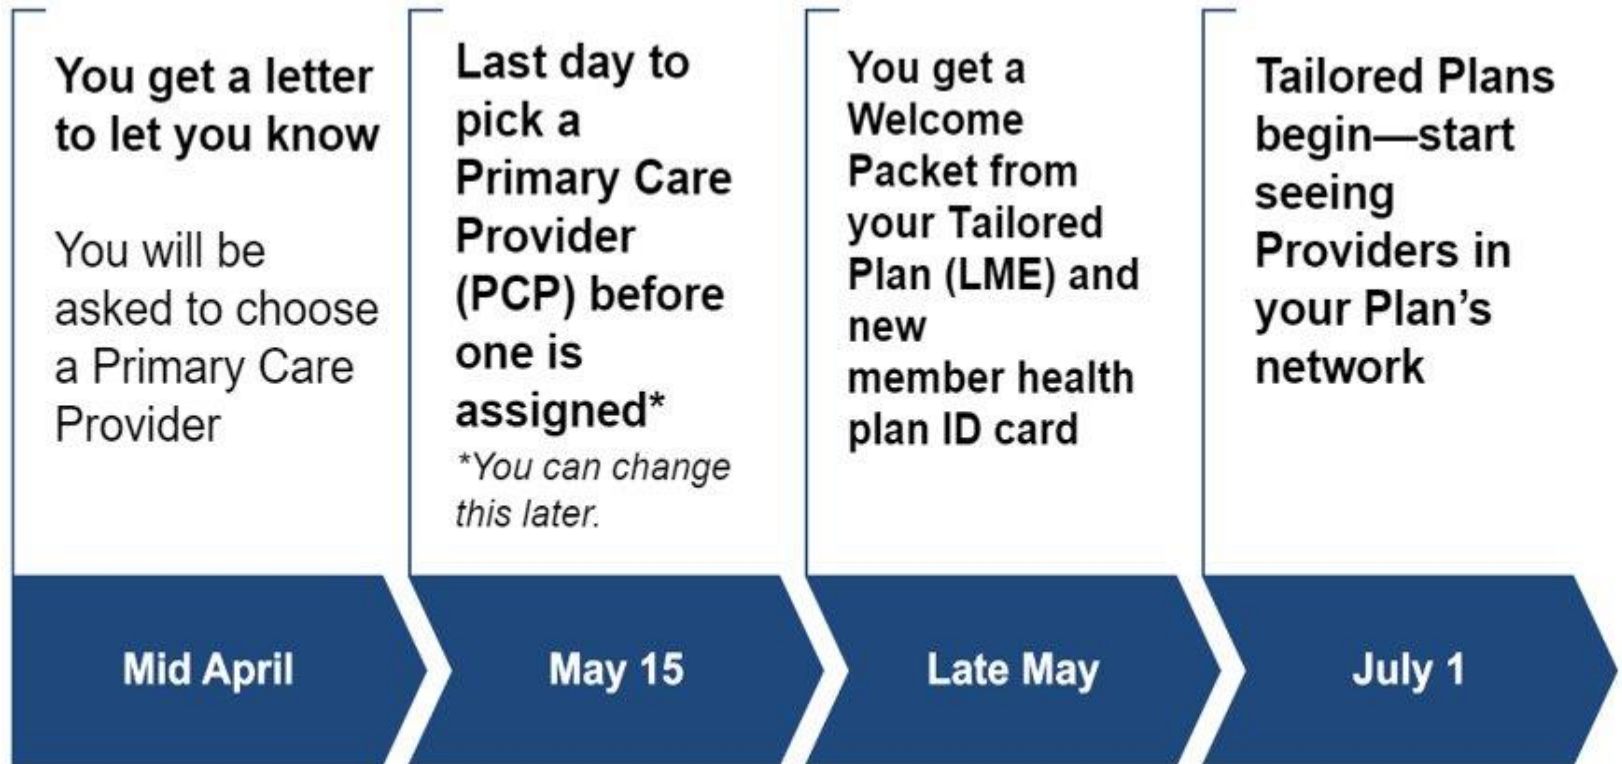 You get a letter
to let you know
You will be
asked to choose
a Primary Care
Provider
Mid April
Last day to
pick a
Primary Care
Provider
(PCP) before
one is
assigned*
*You can change
this later.
May 15
You get a
Welcome
Packet from
your Tailored
Plan (LME) and
new
member health
plan ID card
Late May
Tailored Plans
begin—start
seeing
Providers in
your Plan’s
network
July 1